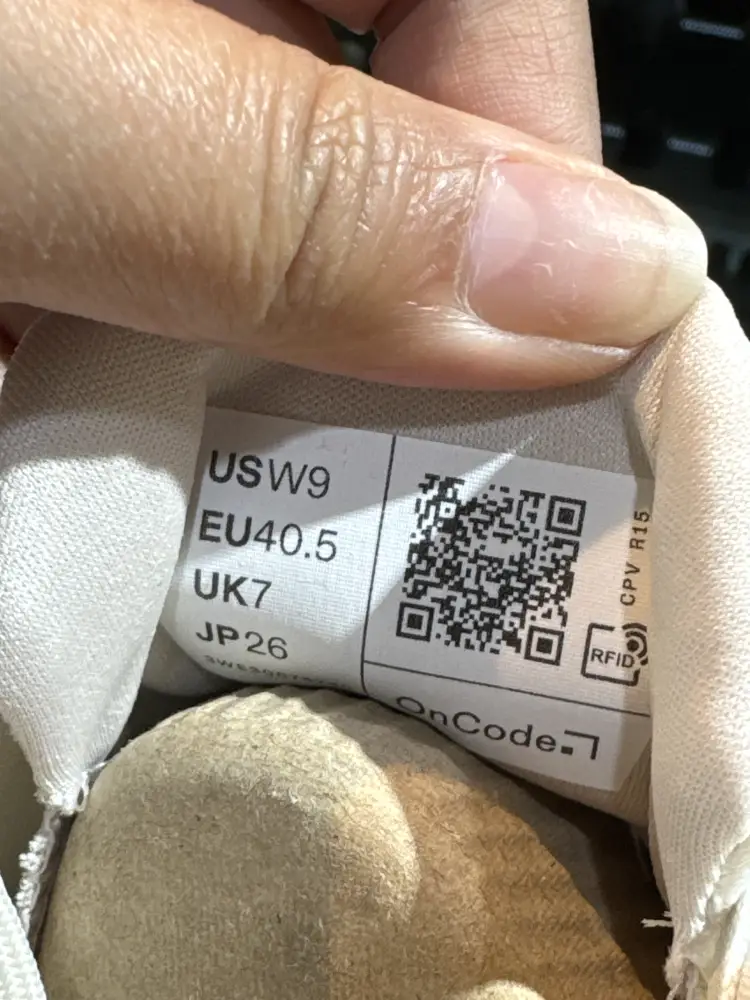 USW9
EU40.5
UK7
JP26
CPV R15
RFID
OnCode